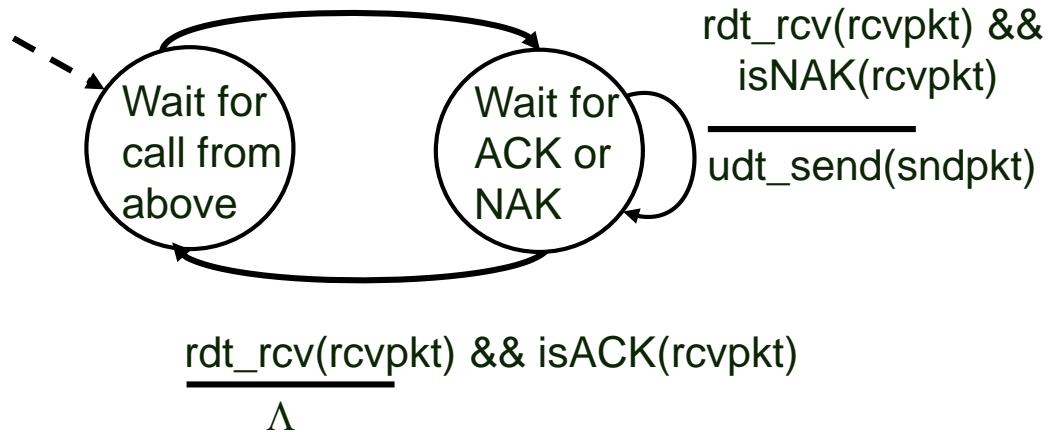 rdt_rcv(rcvpkt) &&
isNAK(rcvpkt)
udt_send(sndpkt)
Wait for
call from
above
Wait for
ACK or
NAK
rdt_rcv(rcvpkt) && isACK(rcvpkt)
Λ